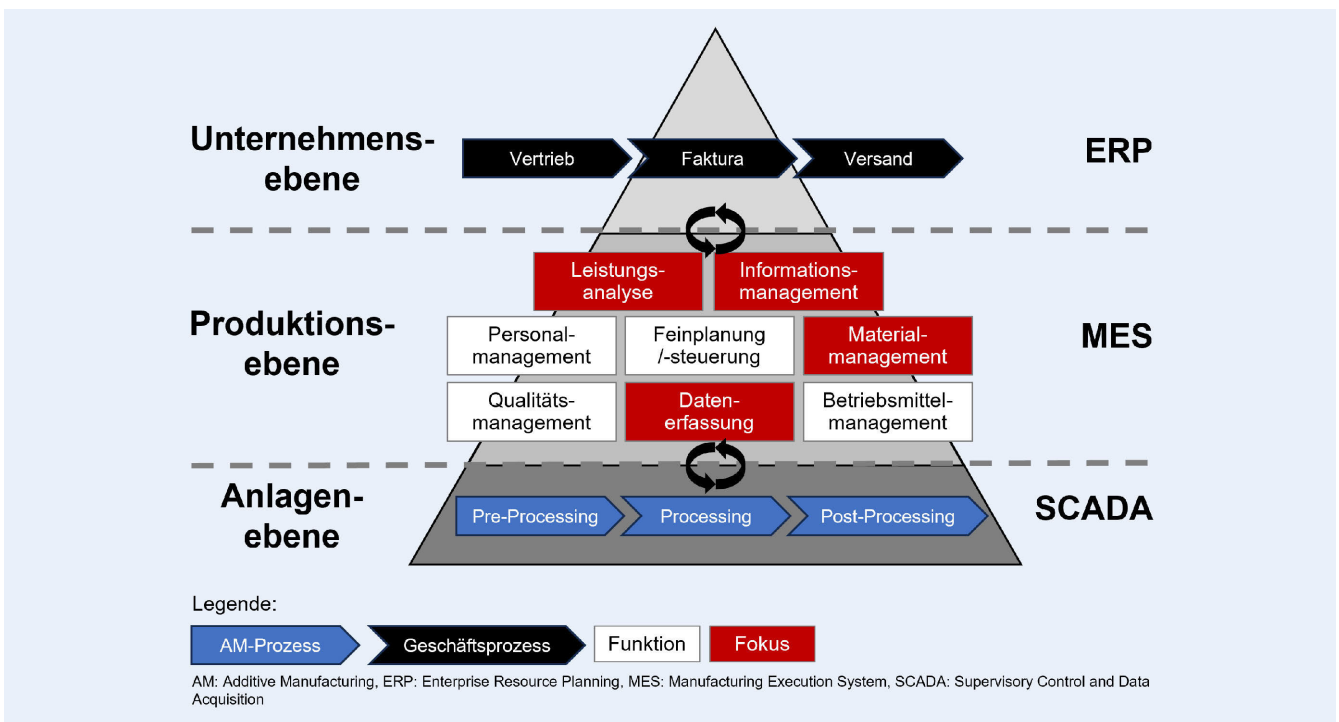 Unternehmens-
ebene
Vertrieb
Faktura
Versand
ERP
Leistungs-
analyse
Informations-
management
Produktions-
ebene
Personal-
management
Feinplanung
/-steuerung
Material-
management
MES
Qualitäts-
management
Daten-
erfassung
Betriebsmittel-
management
Anlagen-
ebene
Pre-Processing
Processing
Post-Processing
SCADA
Legende:
AM-Prozess
Geschäftsprozess
Funktion
Fokus
AM: Additive Manufacturing, ERP: Enterprise Resource Planning, MES: Manufacturing Execution System, SCADA: Supervisory Control and Data
Acquisition